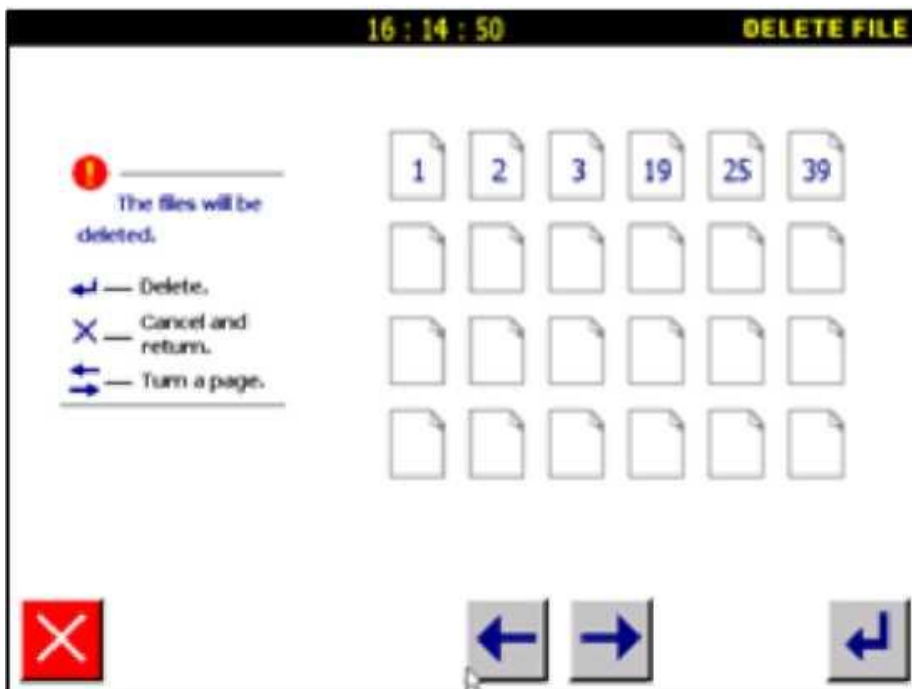 16 : 14 : 50 DELETE FILE
1 2 3 19 25 39
The files will be
deleted.
— Delete.
— Cancel and
return.
— Turn a page.